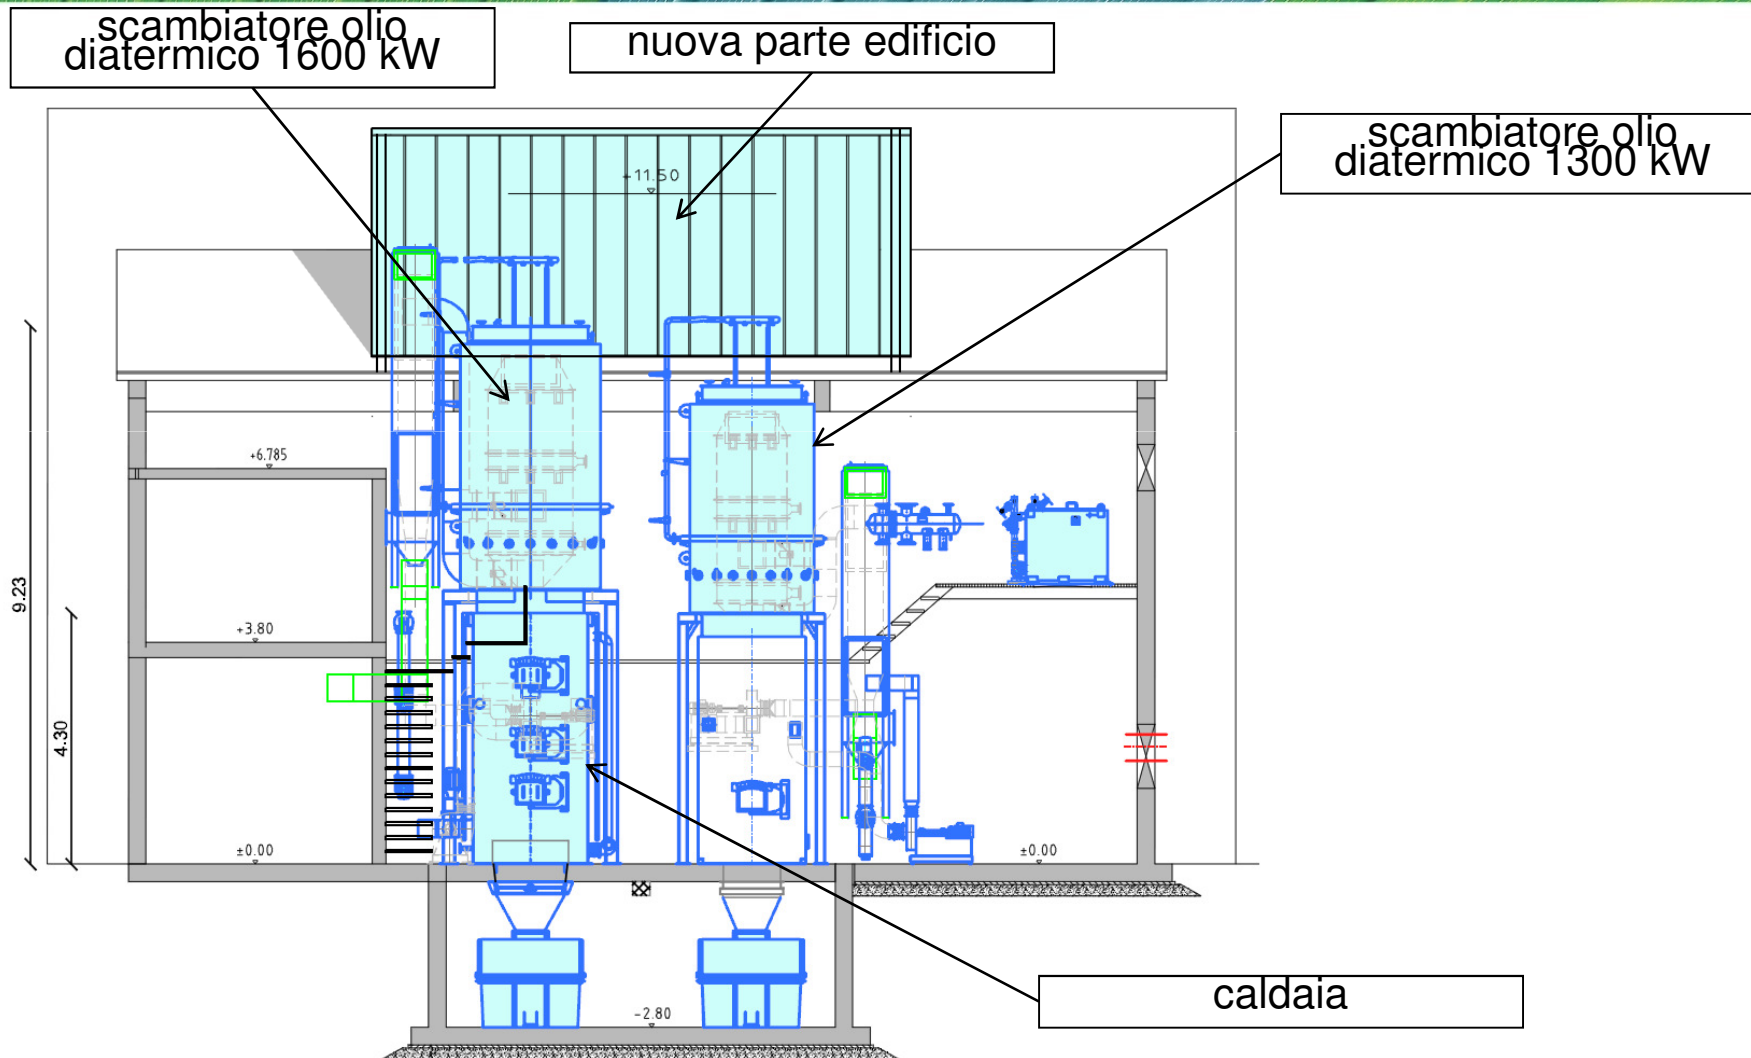 scambiatore olio
diatermico 1600 kW
nuova parte edificio
scambiatore olio
diatermico 1300 kW
+11.50
+6.785
9.23
+3.80
4.30
±0.00
±0.00
-2.80
caldaia